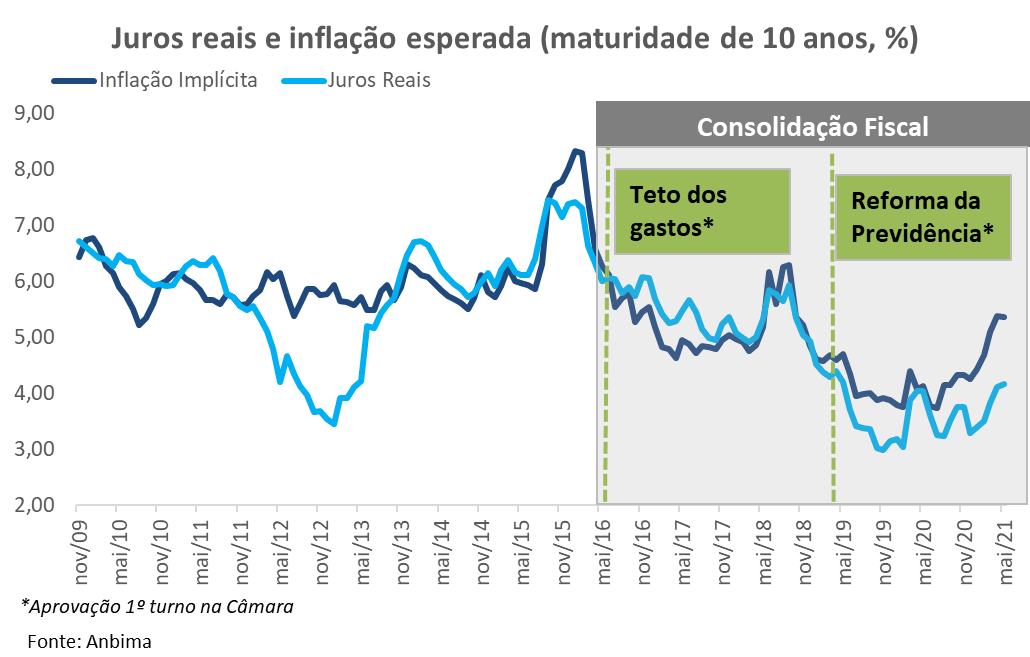 Juros reais e inflação esperada (maturidade de 10 anos, %)
Inflação Implícita Juros Reais
9,00
8,00
7,00
6,00
5,00
4,00
3,00
2,00
Consolidação Fiscal
Teto dos
gastos*
Reforma da
Previdência*
nov/09
mai/10
nov/10
mai/11
nov/11
mai/12
nov/12
mai/13
nov/13
mai/14
nov/14
mai/15
nov/15
mai/16
nov/16
mai/17
nov/17
mai/18
nov/18
mai/19
nov/19
mai/20
nov/20
mai/21
*Aprovação 1º turno na Câmara
Fonte: Anbima